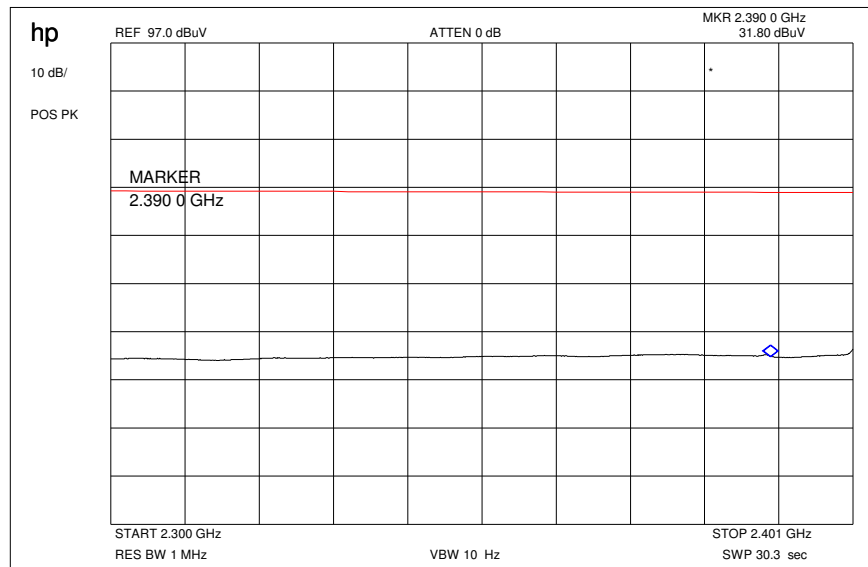 hp
MKR 2.390 0 GHz
REF 97.0 dBuV ATTEN 0 dB 31.80 dBuV
10 dB/
*
POS PK
MARKER
2.390 0 GHz
START 2.300 GHz STOP 2.401 GHz
RES BW 1 MHz VBW 10 Hz SWP 30.3 sec